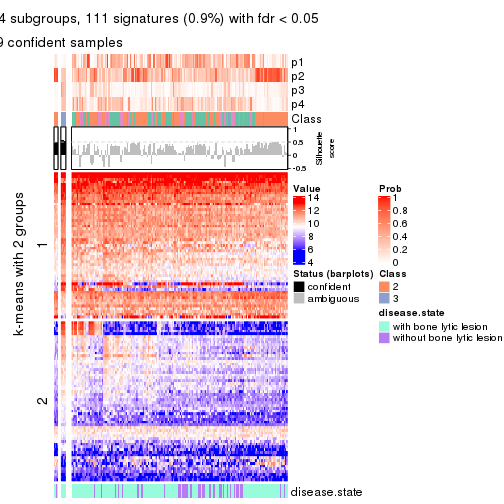 4 subgroups, 111 signatures (0.9%) with fdr < 0.05
9 confident samples
p1
p2
p3
p4
Class
1
0.5
0
-0.5
Silhouette
score
k-means with 2 groups
1
2
Value
14
12
10
8
6
4
Prob
1
0.8
0.6
0.4
0.2
0
Status (barplots)
confident
ambiguous
Class
2
3
disease.state
with bone lytic lesion
without bone lytic lesion
disease.state